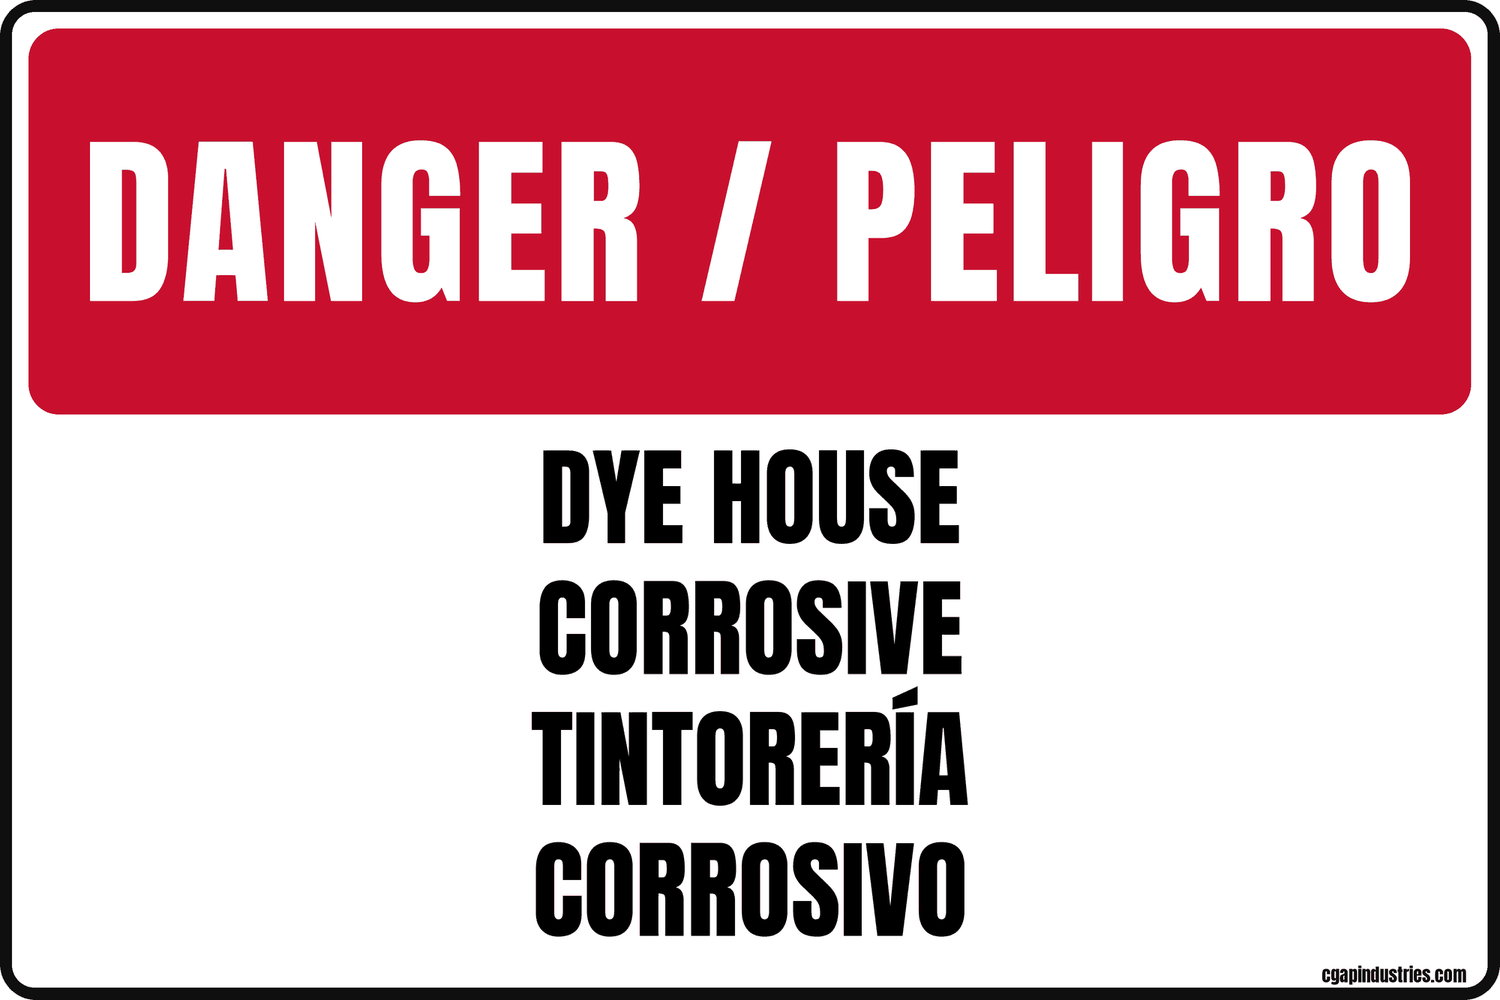 DANGER / PELIGRO
DYE HOUSE
CORROSIVE
TINTORERÍA
CORROSIVO
cgapindustries.com